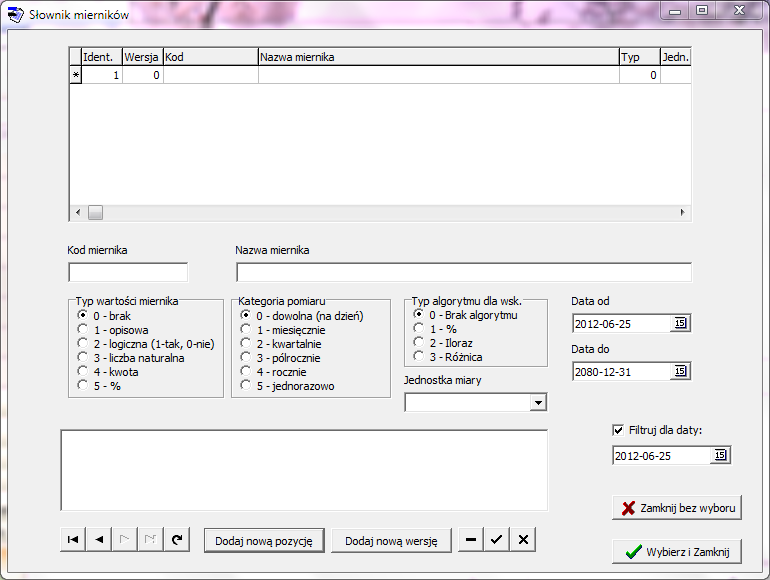 Słownik mierników
Ident. Wersja Kod Nazwa miernika Typ Jedn.
* 1 0 0
Kod miernika Nazwa miernika
Typ wartości miernika
0 - brak
1 - opisowa
2 - logiczna (1-tak, 0-nie)
3 - liczba naturalna
4 - kwota
5 - %
Kategoria pomiaru
0 - dowolna (na dzień)
1 - miesięcznie
2 - kwartalnie
3 - półrocznie
4 - rocznie
5 - jednorazowo
Typ algorytmu dla wsk.
0 - Brak algorytmu
1 - %
2 - Iloraz
3 - Różnica
Jednostka miary
Data od
2012-06-25 15
Data do
2080-12-31 15
Filtruj dla daty:
2012-06-25 15
Zamknij bez wyboru
Dodaj nową pozycję Dodaj nową wersję
Wybierz i Zamknij